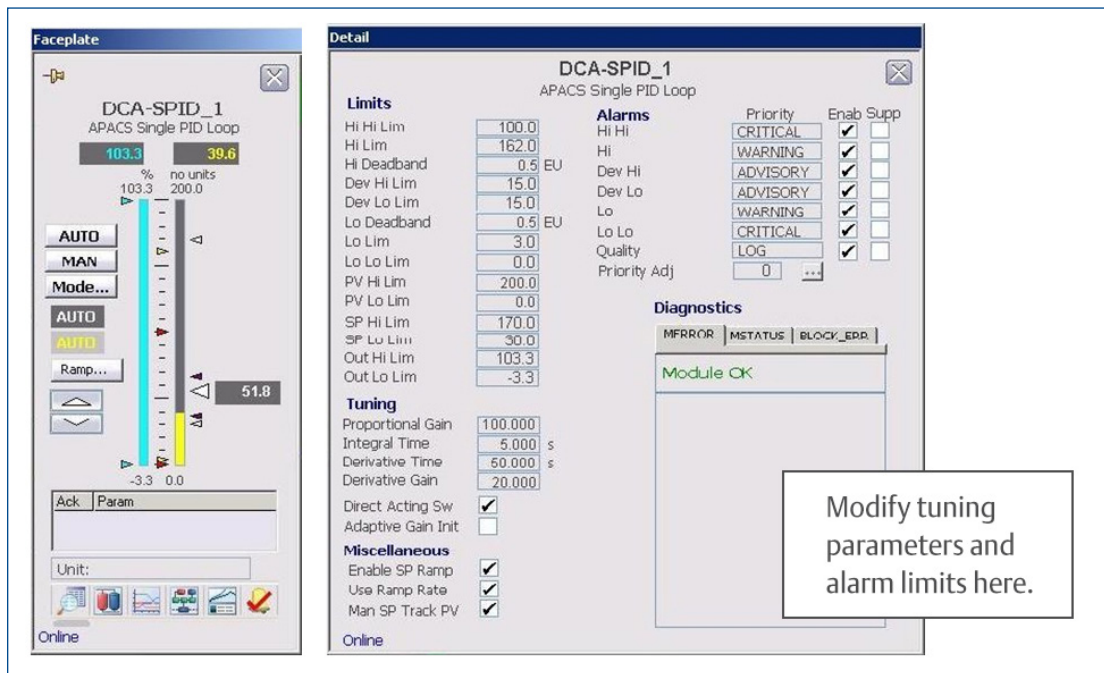 Faceplate
DCA-SPID_1
APACS Single PID Loop
103.3 39.6
% no units
103.3 200.0
AUTO
MAN
Mode...
AUTO
AUTO
Ramp...
51.8
-3.3 0.0
Ack Param
Unit:
Online
Detail
DCA-SPID_1
APACS Single PID Loop
Limits
Hi Hi Lim 100.0
Hi Lim 162.0
Hi Deadband 0.5 EU
Dev Hi Lim 15.0
Dev Lo Lim 15.0
Lo Deadband 0.5 EU
Lo Lim 3.0
Lo Lo Lim 0.0
PV Hi Lim 200.0
PV Lo Lim 0.0
SP Hi Lim 170.0
SP Lo Lim 30.0
Out Hi Lim 103.3
Out Lo Lim -3.3
Tuning
Proportional Gain 100.000
Integral Time 5.000 s
Derivative Time 50.000 s
Derivative Gain 20.000
Direct Acting Sw
Adaptive Gain Init
Miscellaneous
Enable SP Ramp
Use Ramp Rate
Man SP Track PV
Online
Alarms Priority Enab Supp
Hi Hi CRITICAL
Hi WARNING
Dev Hi ADVISORY
Dev Lo ADVISORY
Lo WARNING
Lo Lo CRITICAL
Quality LOG
Priority Adj 0 ...
Diagnostics
MERROR MSTATUS BLOCK_ERR
Module OK
Modify tuning
parameters and
alarm limits here.